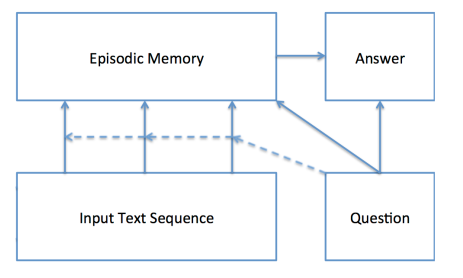 Episodic Memory
Answer
Input Text Sequence
Question